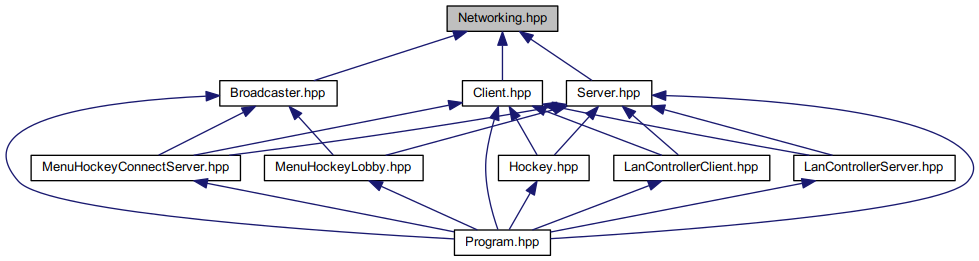 Networking.hpp
Broadcaster.hpp
Client.hpp
Server.hpp
MenuHockeyConnectServer.hpp
MenuHockeyLobby.hpp
Hockey.hpp
LanControllerClient.hpp
LanControllerServer.hpp
Program.hpp